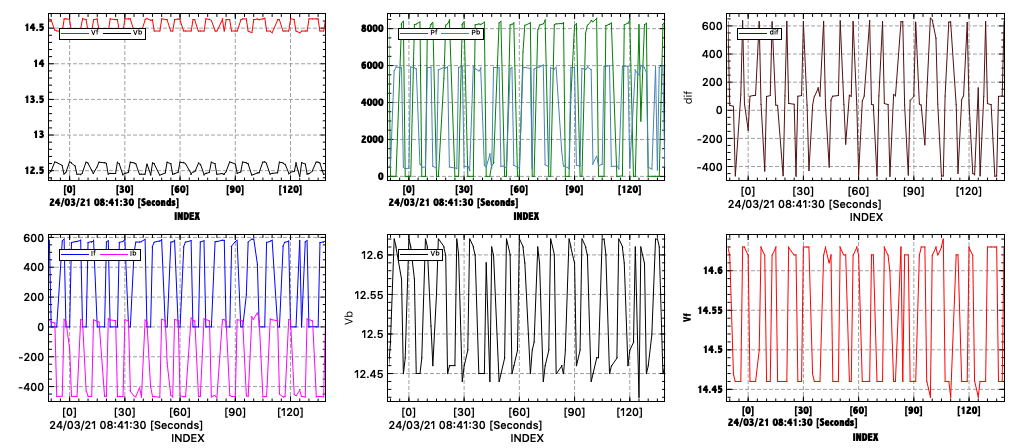 14.5
14
13.5
13
12.5
Vf Vb
[0] [30] [60] [90] [120]
24/03/21 08:41:30 [Seconds]
INDEX
8000
6000
4000
2000
0
Pf Pb
[0] [30] [60] [90] [120]
24/03/21 08:41:30 [Seconds]
INDEX
dif
600
400
200
0
-200
-400
dif
[0] [30] [60] [90] [120]
24/03/21 08:41:30 [Seconds]
INDEX
600
400
200
0
-200
-400
If Ib
[0] [30] [60] [90] [120]
24/03/21 08:41:30 [Seconds]
INDEX
Vb
12.6
12.55
12.5
12.45
Vb
[0] [30] [60] [90] [120]
24/03/21 08:41:30 [Seconds]
INDEX
Vf
14.6
14.55
14.5
14.45
[0] [30] [60] [90] [120]
24/03/21 08:41:30 [Seconds]
INDEX